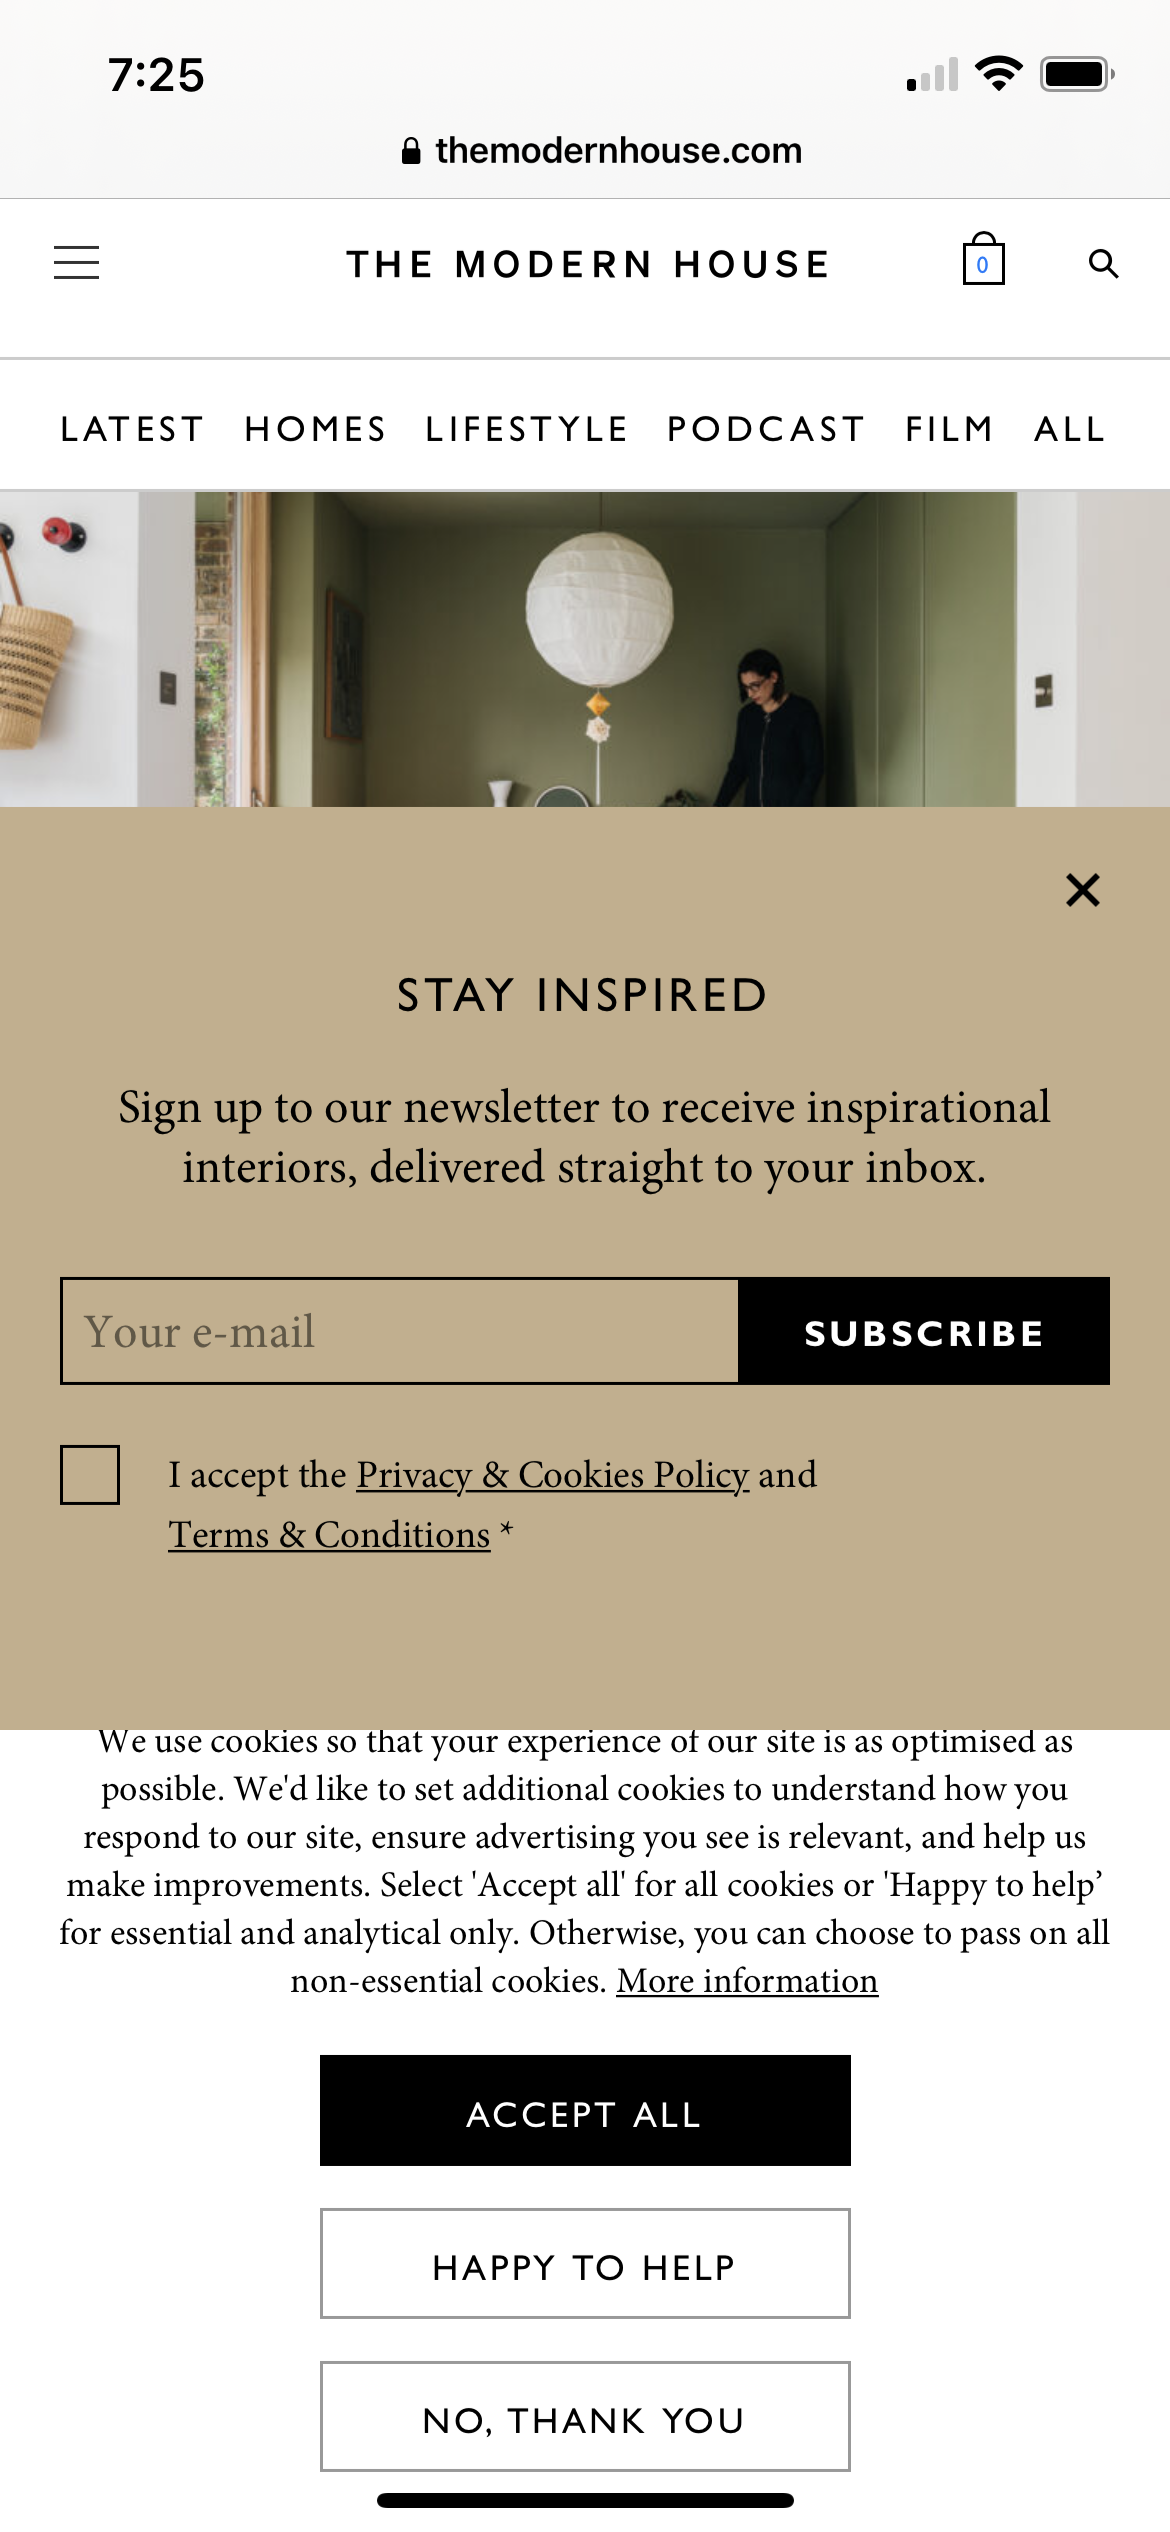 7:25
themodernhouse.com
THE MODERN HOUSE
0
LATEST HOMES LIFESTYLE PODCAST FILM ALL
STAY INSPIRED
Sign up to our newsletter to receive inspirational
interiors, delivered straight to your inbox.
Your e-mail
SUBSCRIBE
I accept the Privacy & Cookies Policy and
Terms & Conditions *
We use cookies so that your experience of our site is as optimised as
possible. We'd like to set additional cookies to understand how you
respond to our site, ensure advertising you see is relevant, and help us
make improvements. Select 'Accept all' for all cookies or 'Happy to help’
for essential and analytical only. Otherwise, you can choose to pass on all
non-essential cookies. More information
ACCEPT ALL
HAPPY TO HELP
NO, THANK YOU